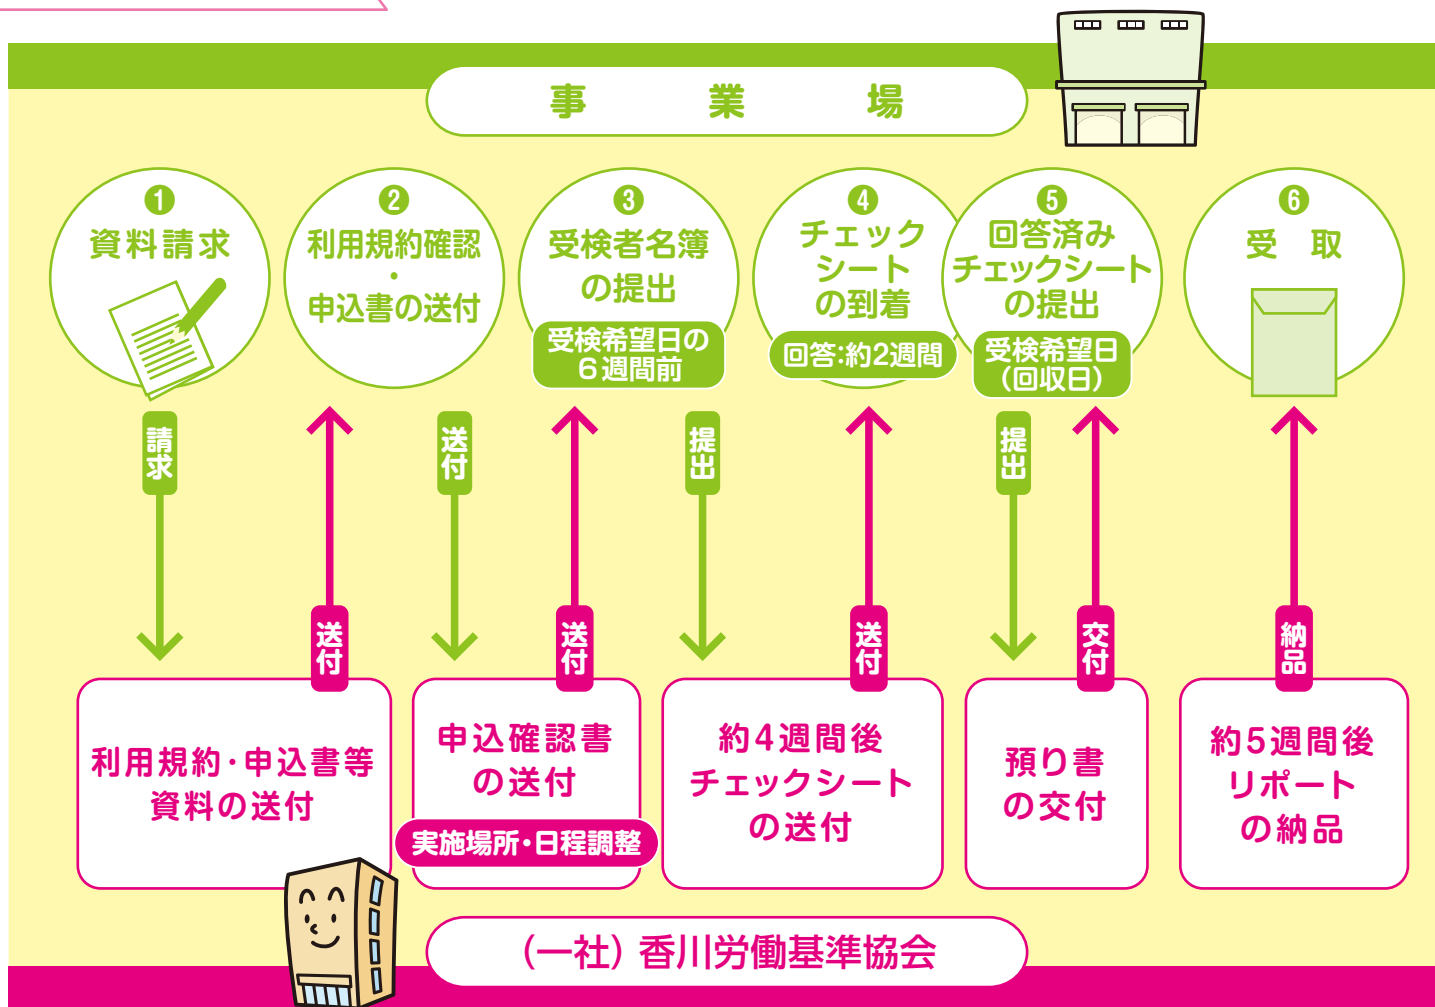 事業場
❶
資料請求
❷
利用規約確認
・
申込書の送付
❸
受検者名簿
の提出
受検希望日の
6週間前
❹
チェック
シート
の到着
回答:約2週間
❺
回答済み
チェックシート
の提出
受検希望日
(回収日)
❻
受取
請求
送付
送付
送付
提出
送付
提出
交付
納品
利用規約・申込書等
資料の送付
申込確認書
の送付
実施場所・日程調整
約4週間後
チェックシート
の送付
預り書
の交付
約5週間後
リポート
の納品
(一社)香川労働基準協会